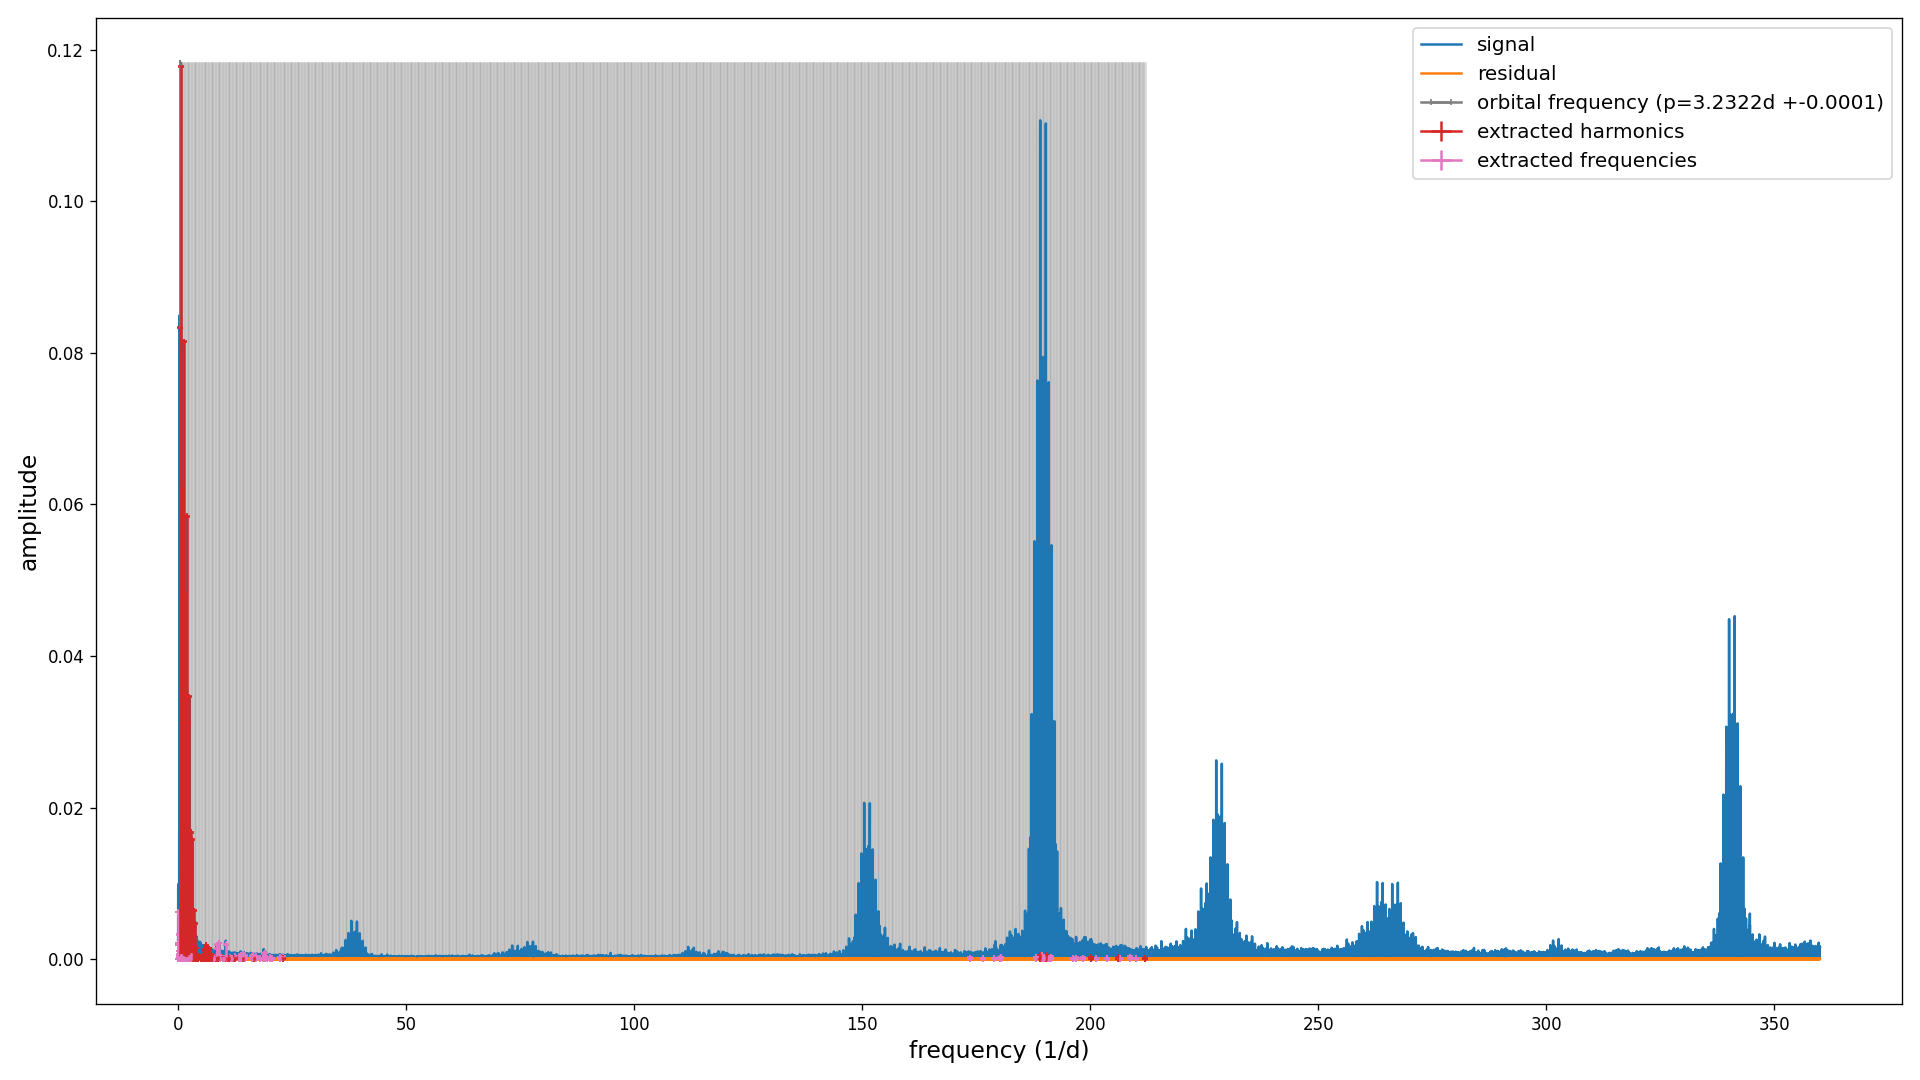 signal
residual
orbital frequency (p=3.2322d +-0.0001)
extracted harmonics
extracted frequencies
amplitude
0.12
0.10
0.08
0.06
0.04
0.02
0.00
0 50 100 150 200 250 300 350
frequency (1/d)